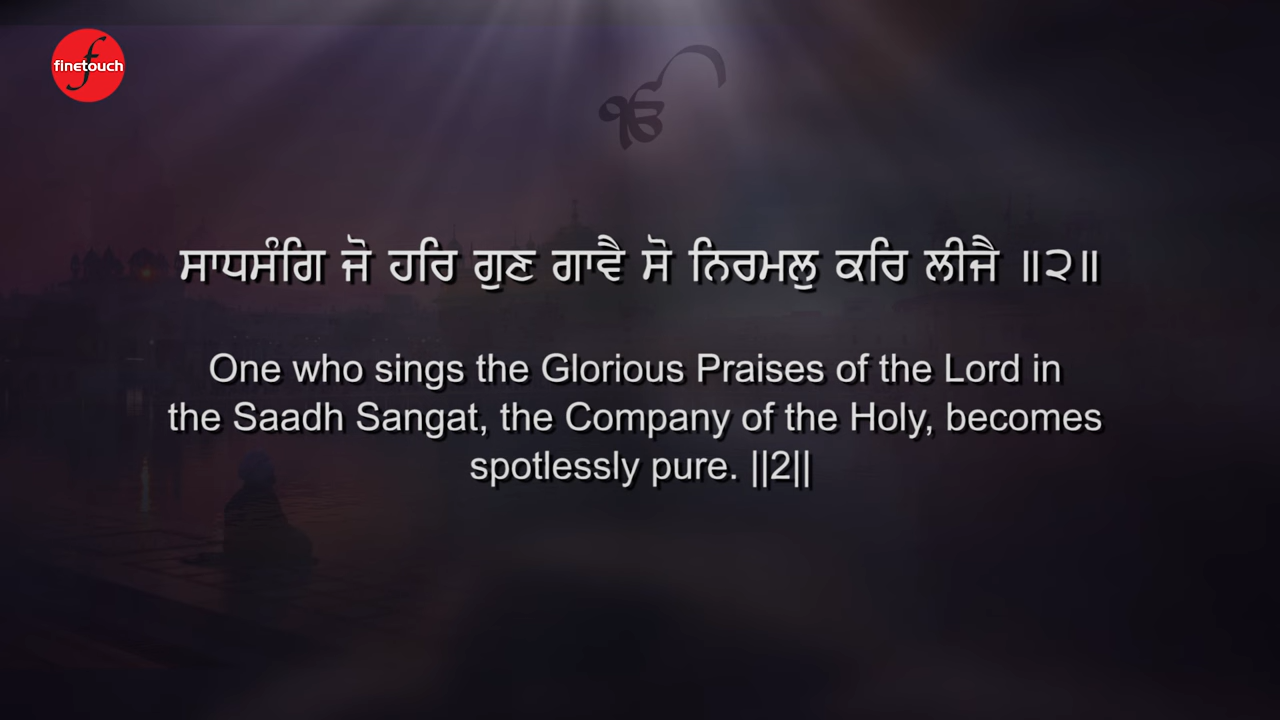 finetouch
ੴ
ਸਾਧਸੰਗਿ ਜੋ ਹਰਿ ਗੁਣ ਗਾਵੈ ਸੋ ਨਿਰਮਲੁ ਕਰਿ ਲੀਜੈ ॥੨॥
One who sings the Glorious Praises of the Lord in
the Saadh Sangat, the Company of the Holy, becomes
spotlessly pure. ||2||